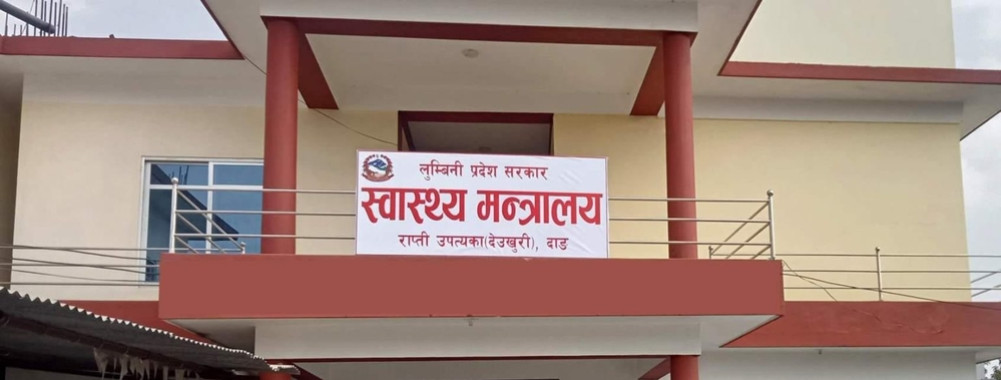 लुम्बिनी प्रदेश सरकार
स्वास्थ्य मन्त्रालय
राप्ती उपत्यका(देउखुरी), दाङ